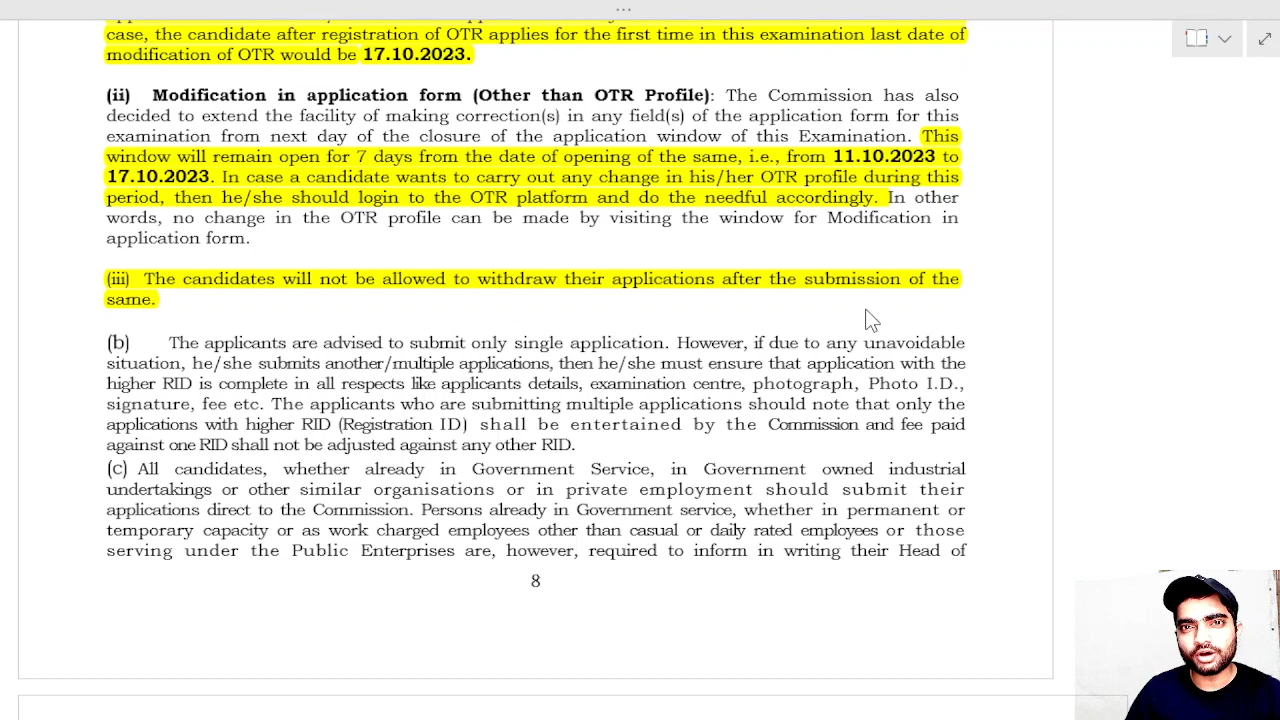 case, the candidate after registration of OTR applies for the first time in this examination last date of
modification of OTR would be 17.10.2023.
(ii) Modification in application form (Other than OTR Profile): The Commission has also
decided to extend the facility of making correction(s) in any field(s) of the application form for this
examination from next day of the closure of the application window of this Examination. This
window will remain open for 7 days from the date of opening of the same, i.e., from 11.10.2023 to
17.10.2023. In case a candidate wants to carry out any change in his/her OTR profile during this
period, then he/she should login to the OTR platform and do the needful accordingly. In other
words, no change in the OTR profile can be made by visiting the window for Modification in
application form.
(iii) The candidates will not be allowed to withdraw their applications after the submission of the
same.
(b) The applicants are advised to submit only single application. However, if due to any unavoidable
situation, he/she submits another/multiple applications, then he/she must ensure that application with the
higher RID is complete in all respects like applicants details, examination centre, photograph, Photo I.D.,
signature, fee etc. The applicants who are submitting multiple applications should note that only the
applications with higher RID (Registration ID) shall be entertained by the Commission and fee paid
against one RID shall not be adjusted against any other RID.
(c) All candidates, whether already in Government Service, in Government owned industrial
undertakings or other similar organisations or in private employment should submit their
applications direct to the Commission. Persons already in Government service, whether in permanent or
temporary capacity or as work charged employees other than casual or daily rated employees or those
serving under the Public Enterprises are, however, required to inform in writing their Head of
8